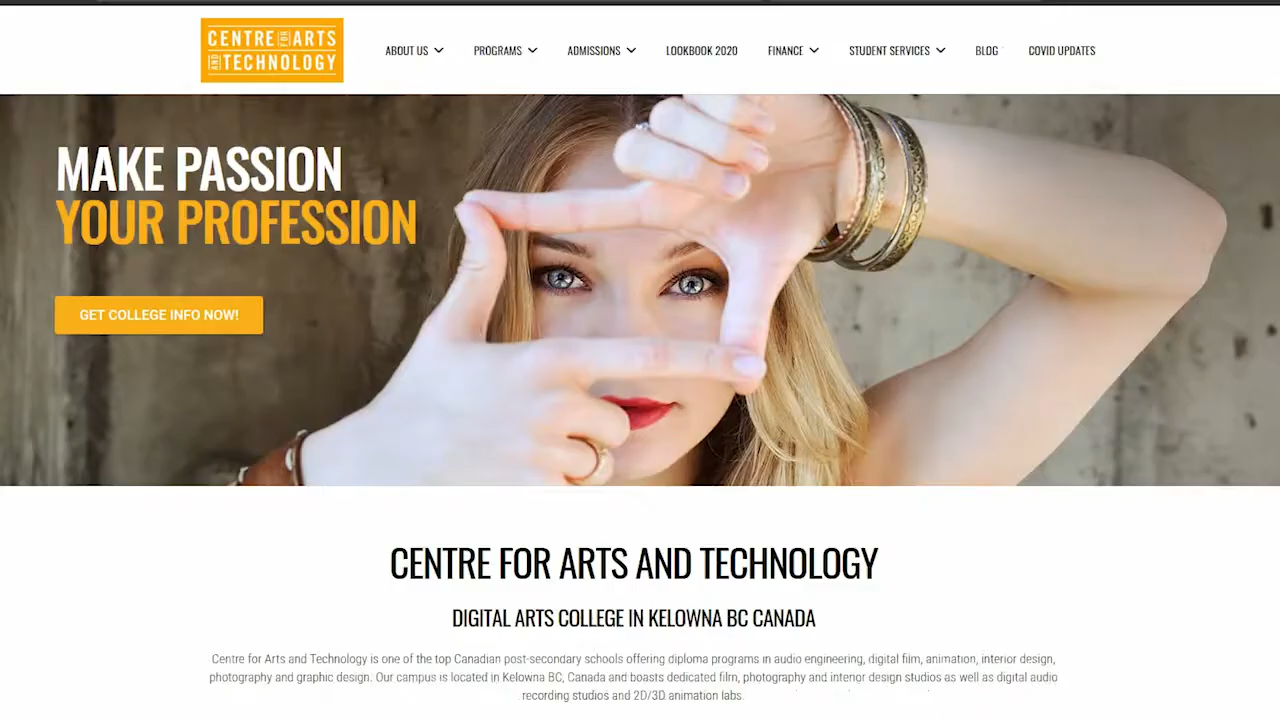 CENTRE FOR ARTS
AND TECHNOLOGY
ABOUT US
PROGRAMS
ADMISSIONS
LOOKBOOK 2020
FINANCE
STUDENT SERVICES
BLOG
COVID UPDATES
MAKE PASSION
YOUR PROFESSION
GET COLLEGE INFO NOW!
CENTRE FOR ARTS AND TECHNOLOGY
DIGITAL ARTS COLLEGE IN KELOWNA BC CANADA
Centre for Arts and Technology is one of the top Canadian post-secondary schools offering diploma programs in audio engineering, digital film, animation, interior design,
photography and graphic design. Our campus is located in Kelowna BC, Canada and boasts dedicated film, photography and interior design studios as well as digital audio
recording studios and 2D/3D animation labs.